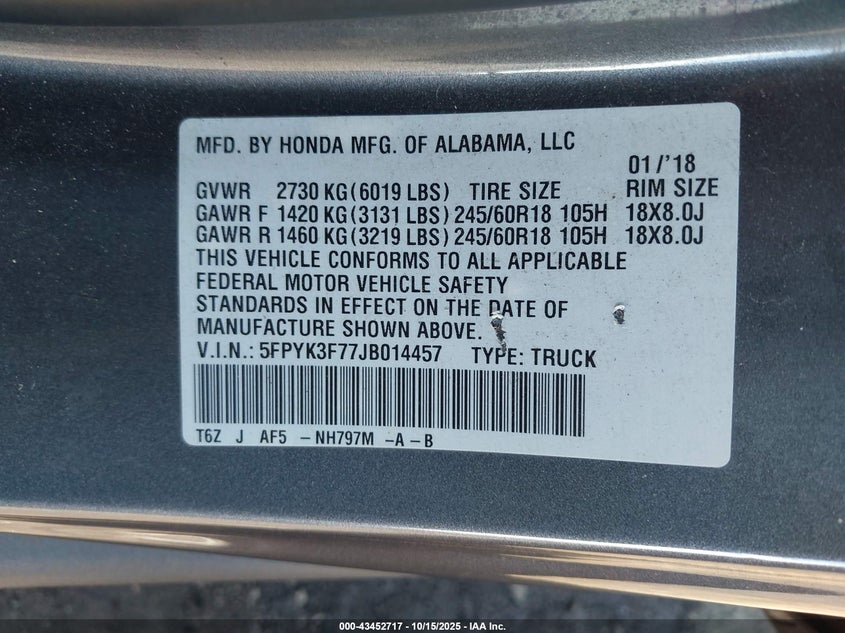 MFD. BY HONDA MFG. OF ALABAMA, LLC
01/'18
GVWR 2730 KG(6019 LBS) TIRE SIZE RIM SIZE
GAWR F 1420 KG(3131 LBS) 245/60R18 105H 18X8.0J
GAWR R 1460 KG(3219 LBS) 245/60R18 105H 18X8.0J
THIS VEHICLE CONFORMS TO ALL APPLICABLE
FEDERAL MOTOR VEHICLE SAFETY
STANDARDS IN EFFECT ON THE DATE OF
MANUFACTURE SHOWN ABOVE.
V.I.N.: 5FPYK3F77JB014457 TYPE: TRUCK
T6Z J AF5 -NH797M -A-B
000-43452717 - 10/15/2025 - IAA Inc.